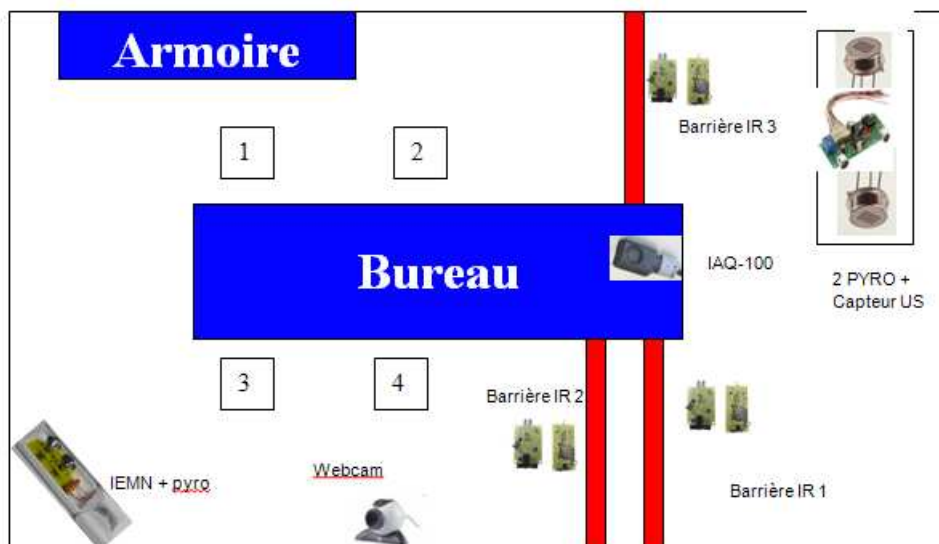 Armoire
1
2
Barrière IR 3
Bureau
IAQ-100
2 PYRO +
Capteur US
3
4
Barrière IR 2
IEMN + pyro
Webcam
Barrière IR 1